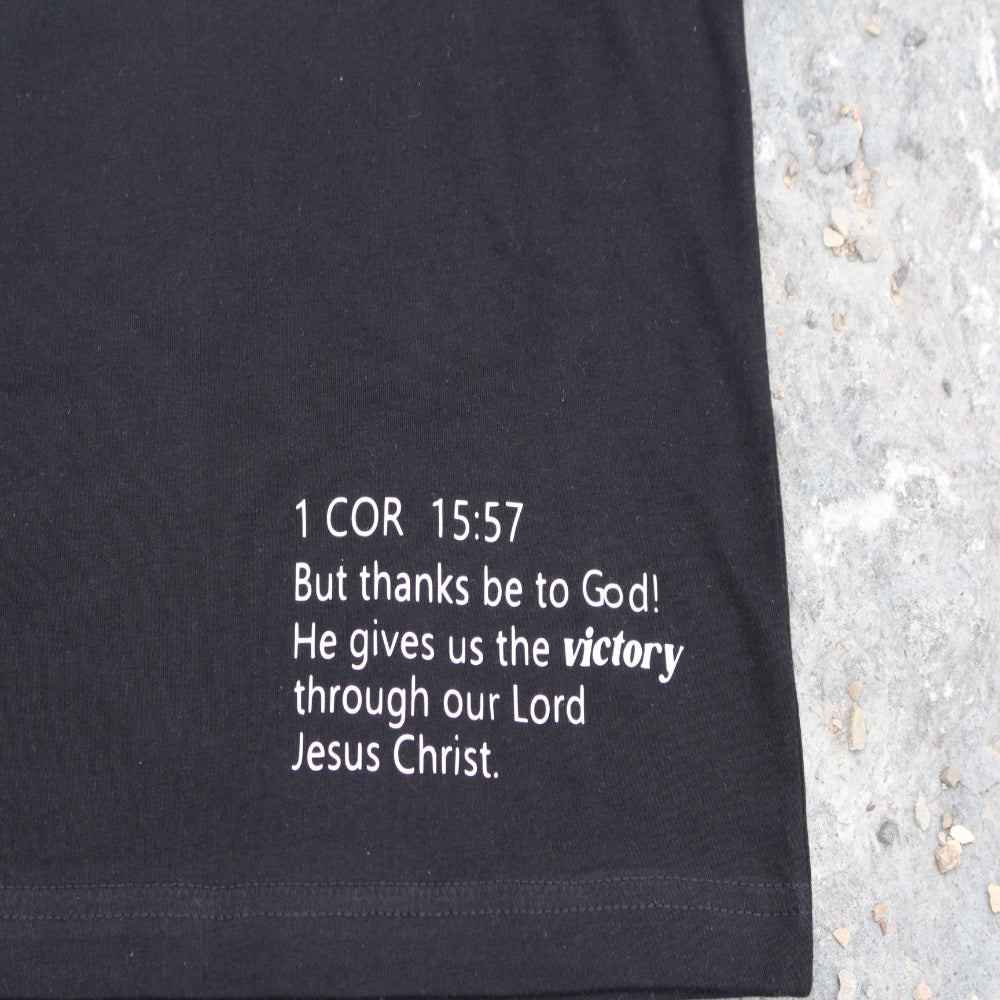 1 COR 15:57
But thanks be to God!
He gives us the victory
through our Lord
Jesus Christ.